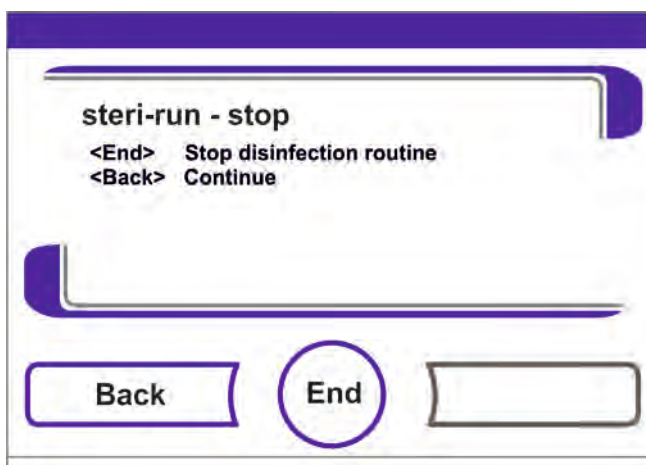 steri-run - stop
<End> Stop disinfection routine
<Back> Continue
Back
End